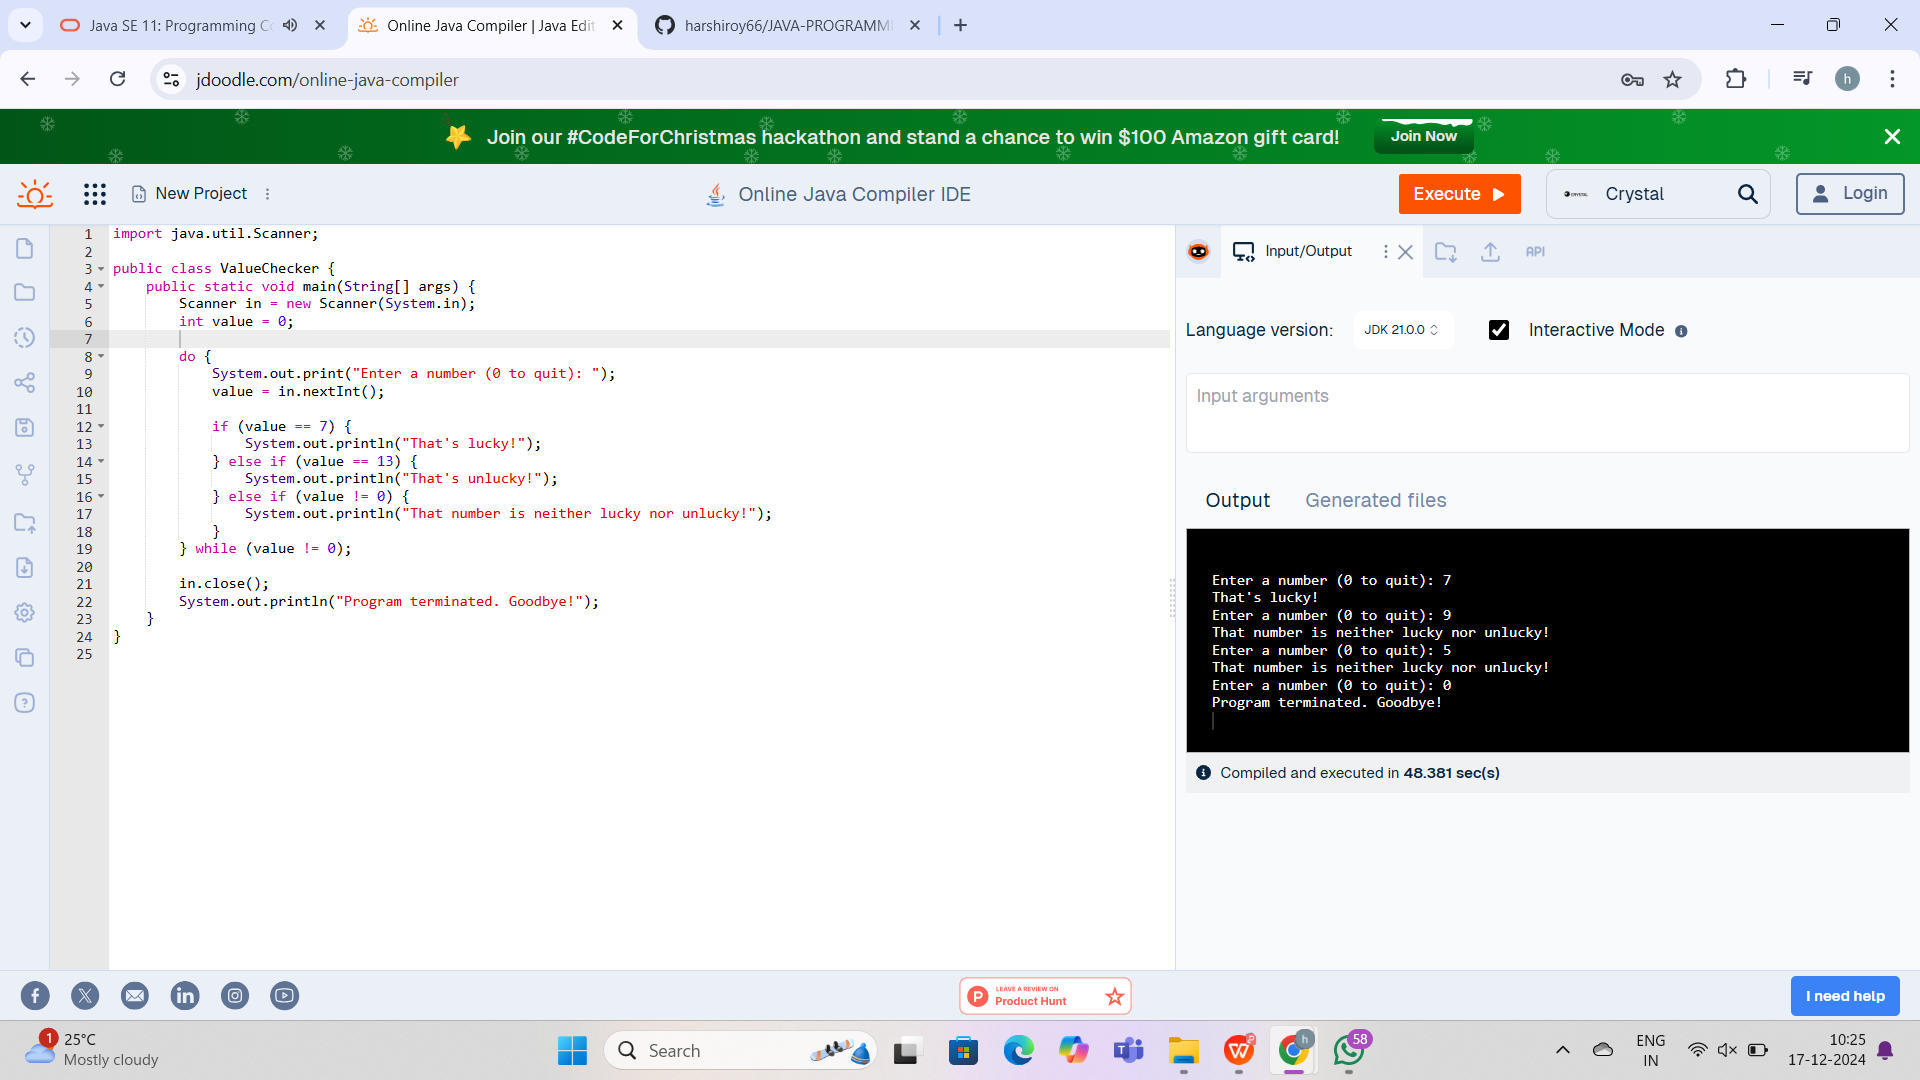 Java SE 11: Programming Co
Online Java Compiler | Java Edit
harshiroy66/JAVA-PROGRAMMI
jdoodle.com/online-java-compiler
h
Join our #CodeForChristmas hackathon and stand a chance to win $100 Amazon gift card!
Join Now
New Project
Online Java Compiler IDE
Execute
CRYSTAL
Crystal
Login
1 import java.util.Scanner;
2
3 public class ValueChecker {
4 public static void main(String[] args) {
5 Scanner in = new Scanner(System.in);
6 int value = 0;
7
8 do {
9 System.out.print("Enter a number (0 to quit): ");
10 value = in.nextInt();
11
12 if (value == 7) {
13 System.out.println("That's lucky!");
14 } else if (value == 13) {
15 System.out.println("That's unlucky!");
16 } else if (value != 0) {
17 System.out.println("That number is neither lucky nor unlucky!");
18 }
19 } while (value != 0);
20
21 in.close();
22 System.out.println("Program terminated. Goodbye!");
23 }
24 }
25
Input/Output
API
Language version:
JDK 21.0.0
Interactive Mode
Input arguments
Output
Generated files
Enter a number (0 to quit): 7
That's lucky!
Enter a number (0 to quit): 9
That number is neither lucky nor unlucky!
Enter a number (0 to quit): 5
That number is neither lucky nor unlucky!
Enter a number (0 to quit): 0
Program terminated. Goodbye!
Compiled and executed in 48.381 sec(s)
LEAVE A REVIEW ON
Product Hunt
I need help
1
25°C
Mostly cloudy
Search
h
58
ENG
IN
10:25
17-12-2024